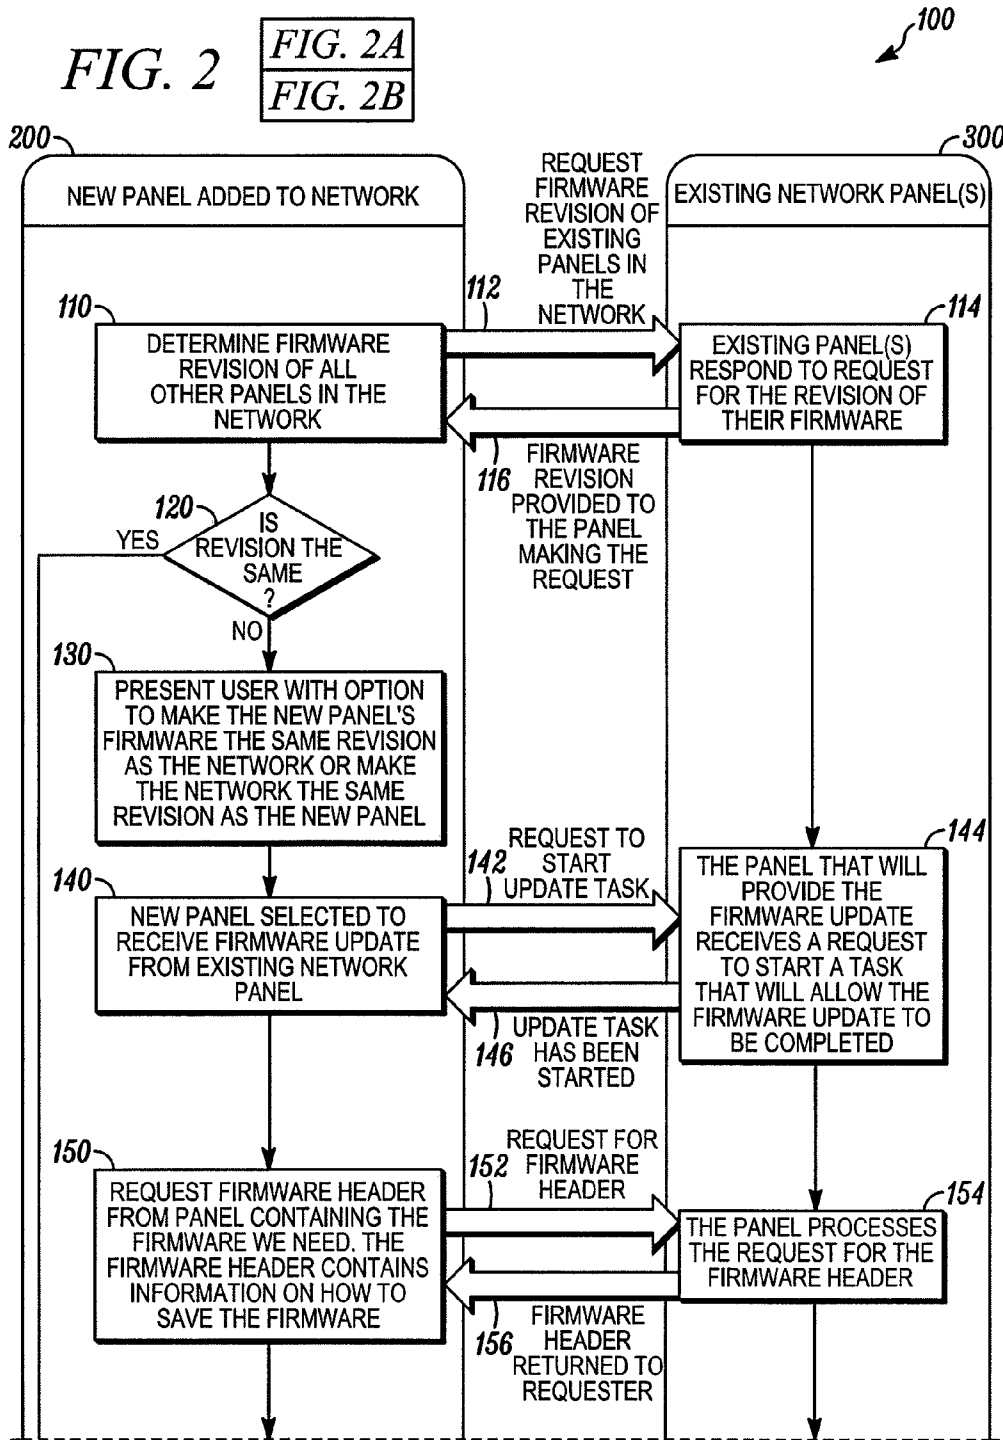 FIG. 2
FIG. 2A
FIG. 2B
100
200
NEW PANEL ADDED TO NETWORK
300
EXISTING NETWORK PANEL(S)
REQUEST
FIRMWARE
REVISION OF
EXISTING
PANELS IN
THE
NETWORK
110
DETERMINE FIRMWARE
REVISION OF ALL
OTHER PANELS IN THE
NETWORK
112
114
EXISTING PANEL(S)
RESPOND TO REQUEST
FOR THE REVISION OF
THEIR FIRMWARE
116
FIRMWARE
REVISION
PROVIDED TO
THE PANEL
MAKING THE
REQUEST
120
IS
REVISION THE
SAME
?
YES
NO
130
PRESENT USER WITH OPTION
TO MAKE THE NEW PANEL'S
FIRMWARE THE SAME REVISION
AS THE NETWORK OR MAKE
THE NETWORK THE SAME
REVISION AS THE NEW PANEL
140
NEW PANEL SELECTED TO
RECEIVE FIRMWARE UPDATE
FROM EXISTING NETWORK
PANEL
142
REQUEST TO
START
UPDATE TASK
144
THE PANEL THAT WILL
PROVIDE THE
FIRMWARE UPDATE
RECEIVES A REQUEST
TO START A TASK
THAT WILL ALLOW THE
FIRMWARE UPDATE TO
BE COMPLETED
146
UPDATE TASK
HAS BEEN
STARTED
150
REQUEST FIRMWARE HEADER
FROM PANEL CONTAINING THE
FIRMWARE WE NEED. THE
FIRMWARE HEADER CONTAINS
INFORMATION ON HOW TO
SAVE THE FIRMWARE
152
REQUEST FOR
FIRMWARE
HEADER
154
THE PANEL PROCESSES
THE REQUEST FOR THE
FIRMWARE HEADER
156
FIRMWARE
HEADER
RETURNED TO
REQUESTER